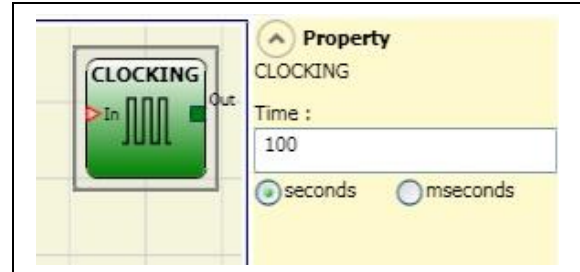 CLOCKING
In
Out
Property
CLOCKING
Time :
100
seconds mseconds